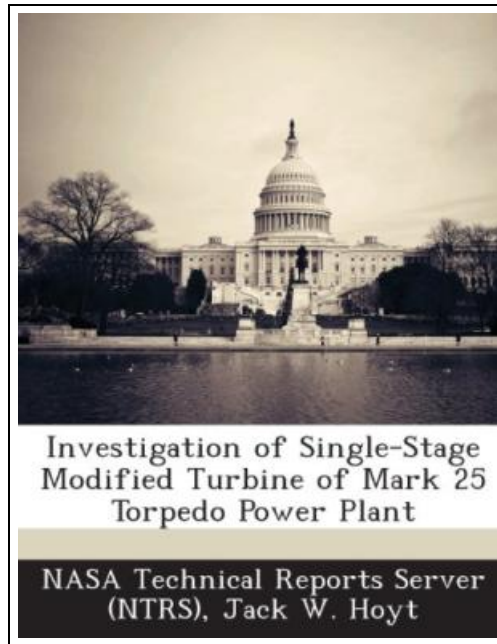 Investigation of Single-Stage
Modified Turbine of Mark 25
Torpedo Power Plant
NASA Technical Reports Server
(NTRS), Jack W. Hoyt